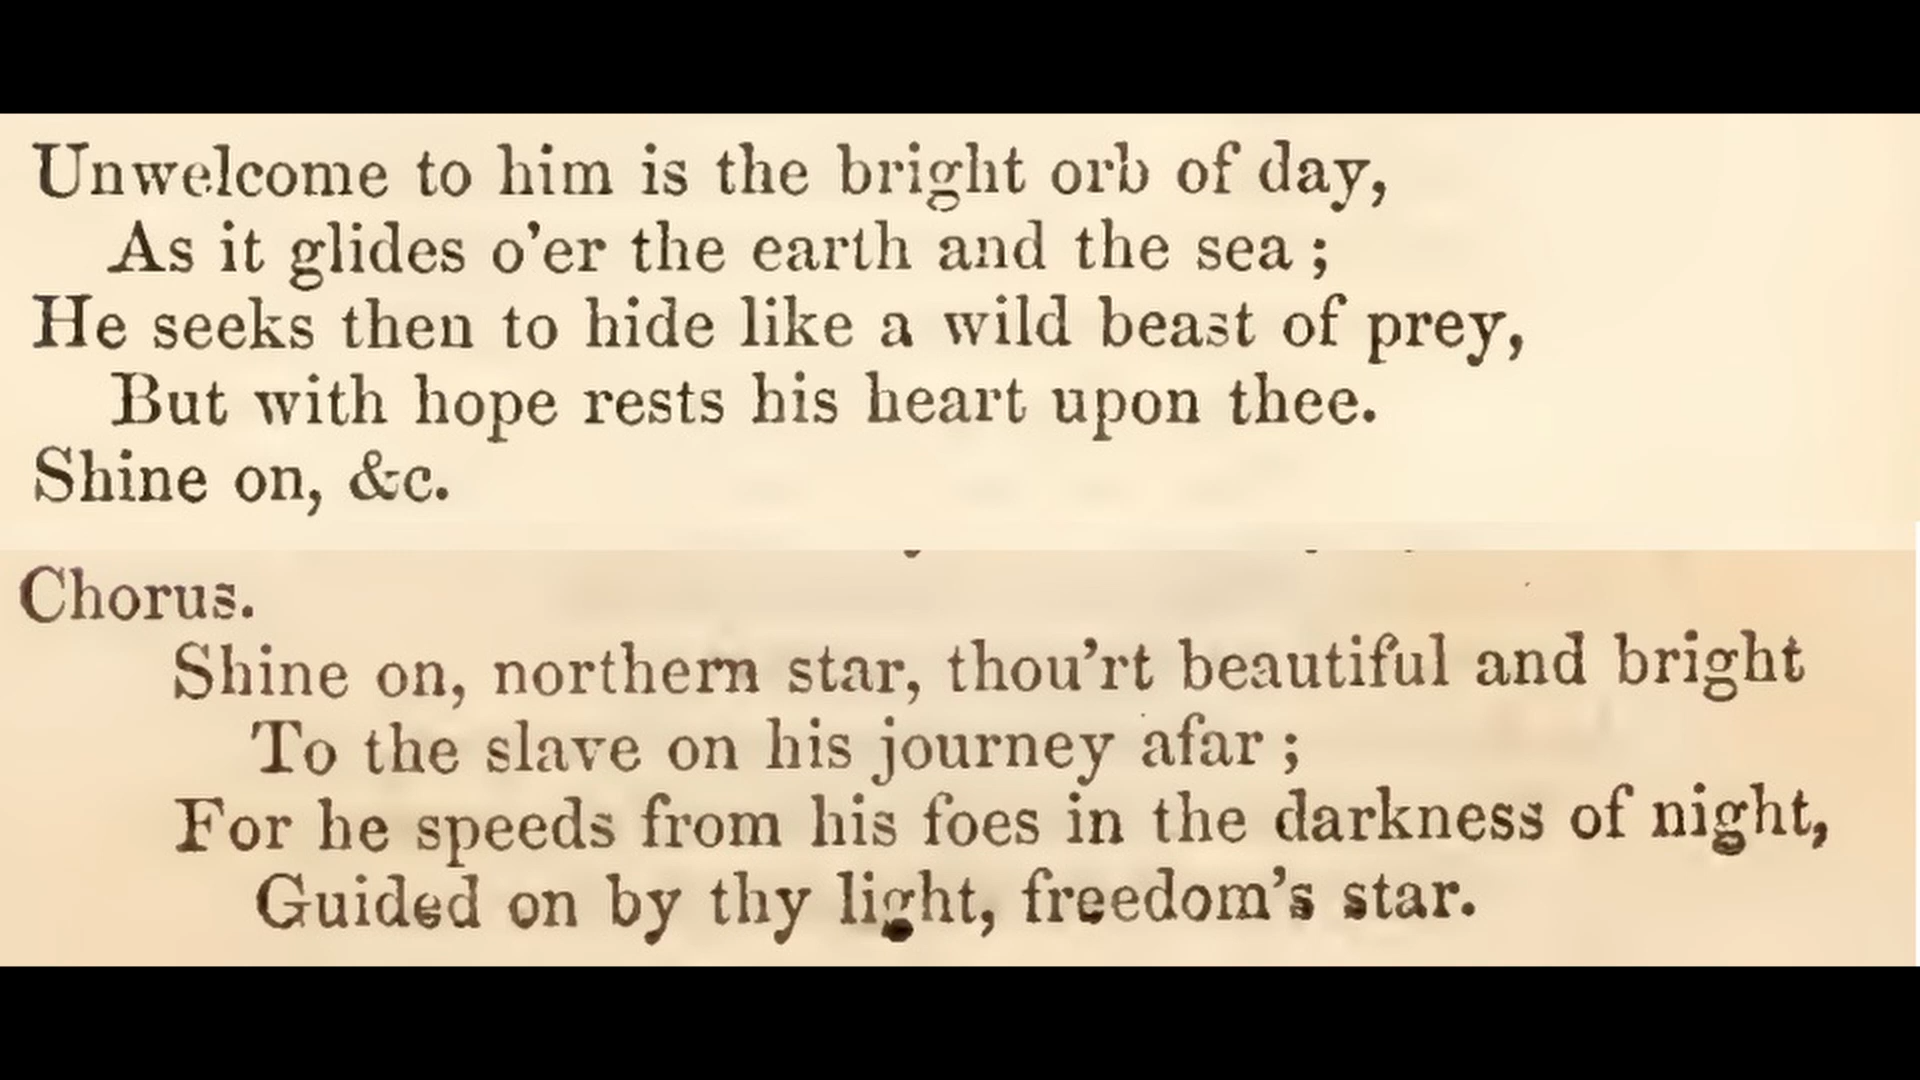 Unwelcome to him is the bright orb of day,
As it glides o'er the earth and the sea ;
He seeks then to hide like a wild beast of prey,
But with hope rests his heart upon thee.
Shine on, &c.
Chorus.
Shine on, northern star, thou'rt beautiful and bright
To the slave on his journey afar ;
For he speeds from his foes in the darkness of night,
Guided on by thy light, freedom's star.